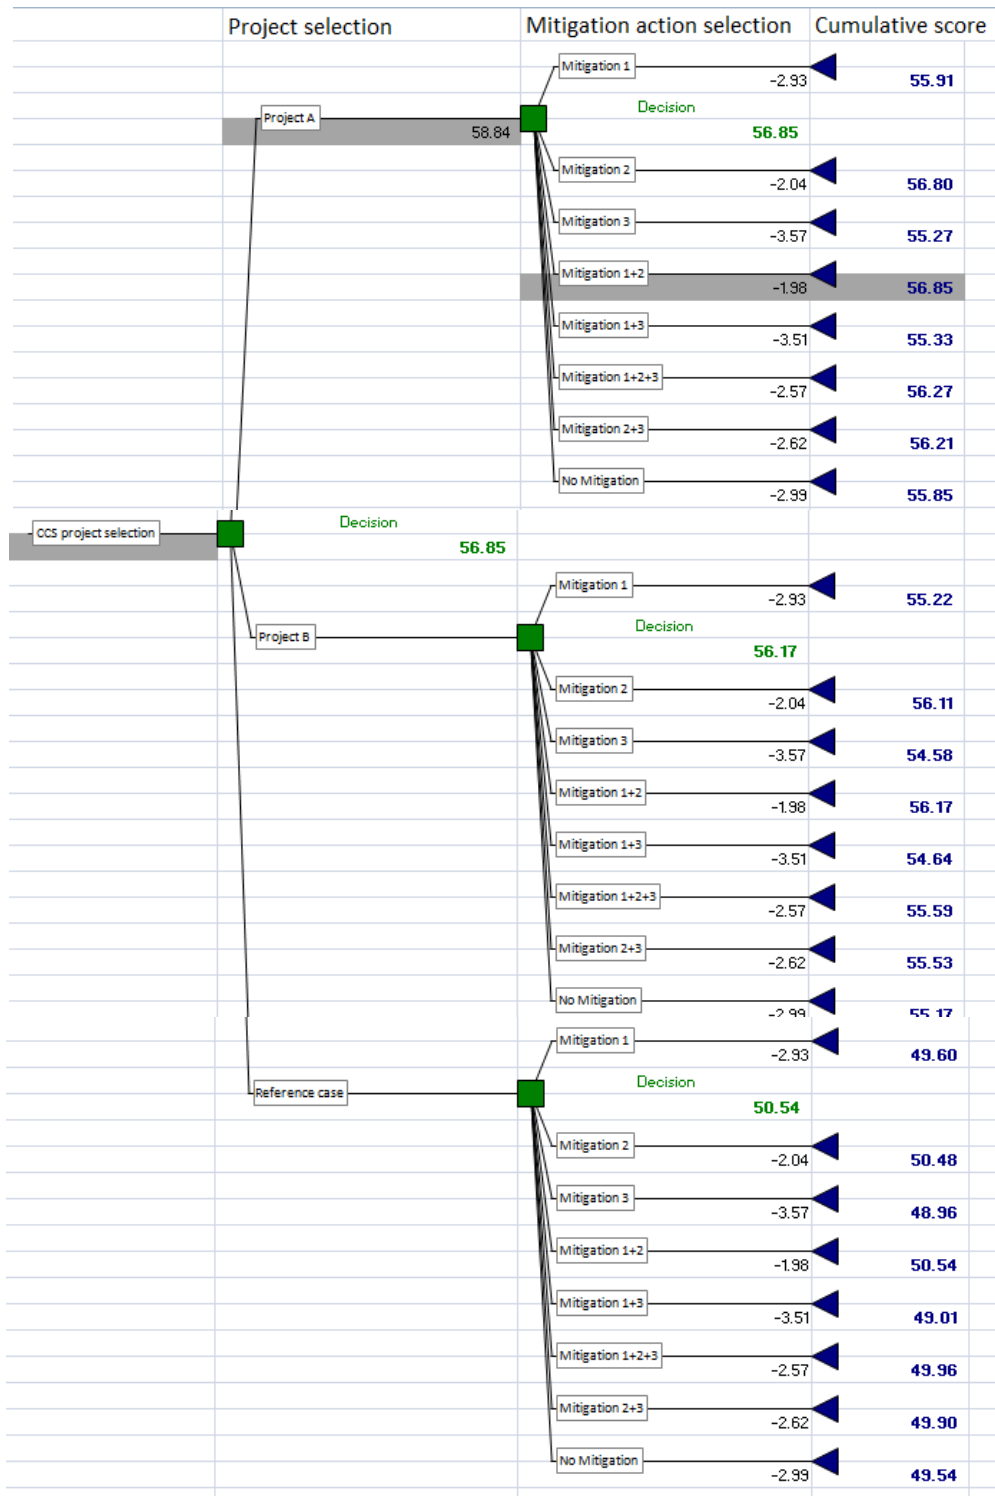 Project selection Mitigation action selection Cumulative score
Mitigation 1
-2.93 55.91
Decision
Project A
58.84 56.85
Mitigation 2
-2.04 56.80
Mitigation 3
-3.57 55.27
Mitigation 1+2
-1.98 56.85
Mitigation 1+3
-3.51 55.33
Mitigation 1+2+3
-2.57 56.27
Mitigation 2+3
-2.62 56.21
No Mitigation
-2.99 55.85
Decision
CCS project selection
56.85
Mitigation 1
-2.93 55.22
Decision
Project B
56.17
Mitigation 2
-2.04 56.11
Mitigation 3
-3.57 54.58
Mitigation 1+2
-1.98 56.17
Mitigation 1+3
-3.51 54.64
Mitigation 1+2+3
-2.57 55.59
Mitigation 2+3
-2.62 55.53
No Mitigation
-2.99 55.17
Mitigation 1
-2.93 49.60
Decision
Reference case
50.54
Mitigation 2
-2.04 50.48
Mitigation 3
-3.57 48.96
Mitigation 1+2
-1.98 50.54
Mitigation 1+3
-3.51 49.01
Mitigation 1+2+3
-2.57 49.96
Mitigation 2+3
-2.62 49.90
No Mitigation
-2.99 49.54